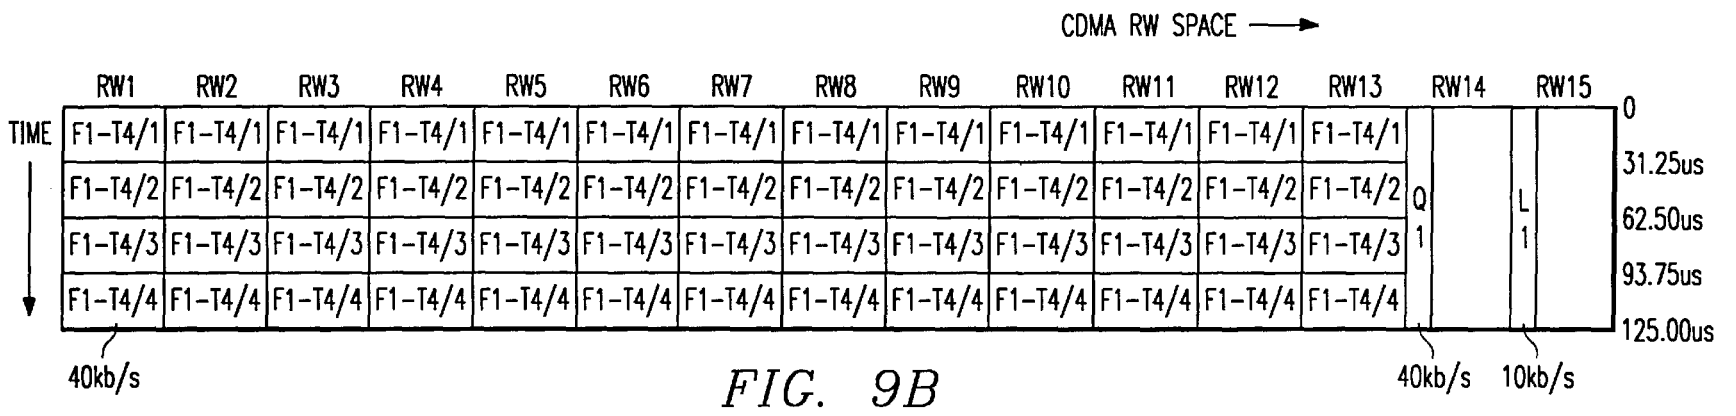 CDMA RW SPACE
RW1 RW2 RW3 RW4 RW5 RW6 RW7 RW8 RW9 RW10 RW11 RW12 RW13 RW14 RW15
0
TIME F1-T4/1 F1-T4/1 F1-T4/1 F1-T4/1 F1-T4/1 F1-T4/1 F1-T4/1 F1-T4/1 F1-T4/1 F1-T4/1 F1-T4/1 F1-T4/1 F1-T4/1
31.25us
F1-T4/2 F1-T4/2 F1-T4/2 F1-T4/2 F1-T4/2 F1-T4/2 F1-T4/2 F1-T4/2 F1-T4/2 F1-T4/2 F1-T4/2 F1-T4/2 F1-T4/2 Q L
62.50us
F1-T4/3 F1-T4/3 F1-T4/3 F1-T4/3 F1-T4/3 F1-T4/3 F1-T4/3 F1-T4/3 F1-T4/3 F1-T4/3 F1-T4/3 F1-T4/3 F1-T4/3 1 1
93.75us
F1-T4/4 F1-T4/4 F1-T4/4 F1-T4/4 F1-T4/4 F1-T4/4 F1-T4/4 F1-T4/4 F1-T4/4 F1-T4/4 F1-T4/4 F1-T4/4 F1-T4/4
125.00us
40kb/s 40kb/s 10kb/s
FIG. 9B